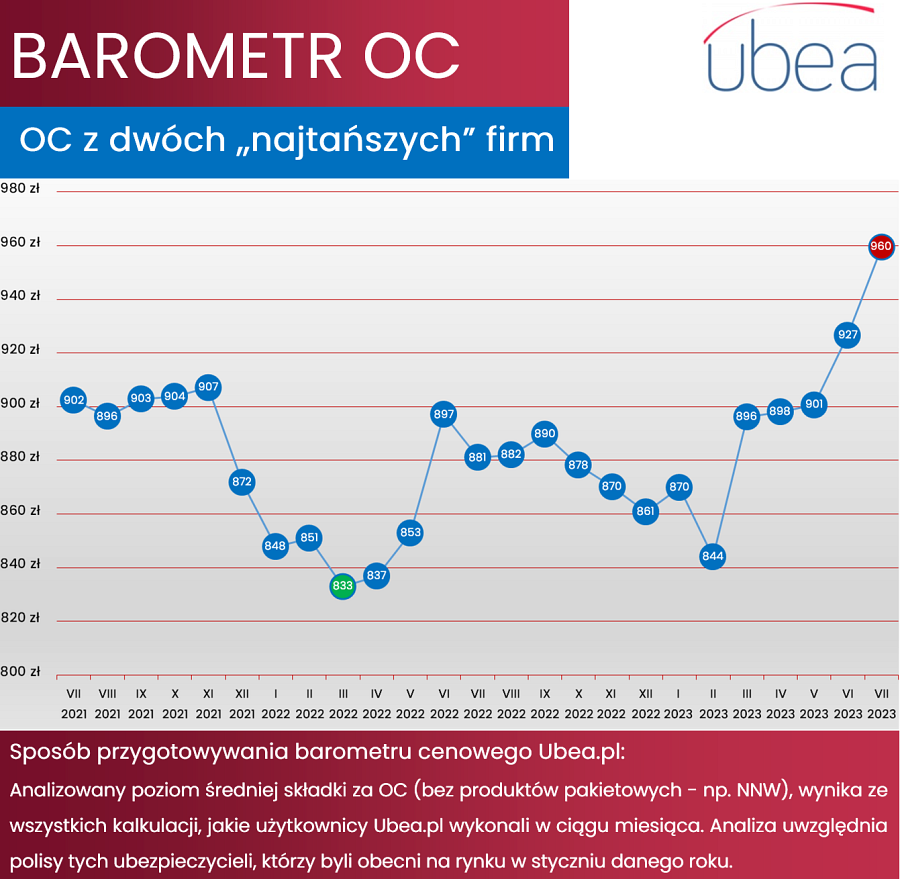 BAROMETR OC
ubea
OC z dwóch „najtańszych” firm
980 zł
960 zł
940 zł
920 zł
900 zł
880 zł
860 zł
840 zł
820 zł
800 zł
902
896
903
904
907
872
848
851
833
837
853
897
881
882
890
878
870
861
870
844
896
898
901
927
960
VII VIII IX X XI XII I II III IV V VI VII VIII IX X XI XII I II III IV V VI VII
2021 2021 2021 2021 2021 2021 2022 2022 2022 2022 2022 2022 2022 2022 2022 2022 2022 2022 2023 2023 2023 2023 2023 2023 2023
Sposób przygotowywania barometru cenowego Ubea.pl:
Analizowany poziom średniej składki za OC (bez produktów pakietowych - np. NNW), wynika ze
wszystkich kalkulacji, jakie użytkownicy Ubea.pl wykonali w ciągu miesiąca. Analiza uwzględnia
polisy tych ubezpieczycieli, którzy byli obecni na rynku w styczniu danego roku.